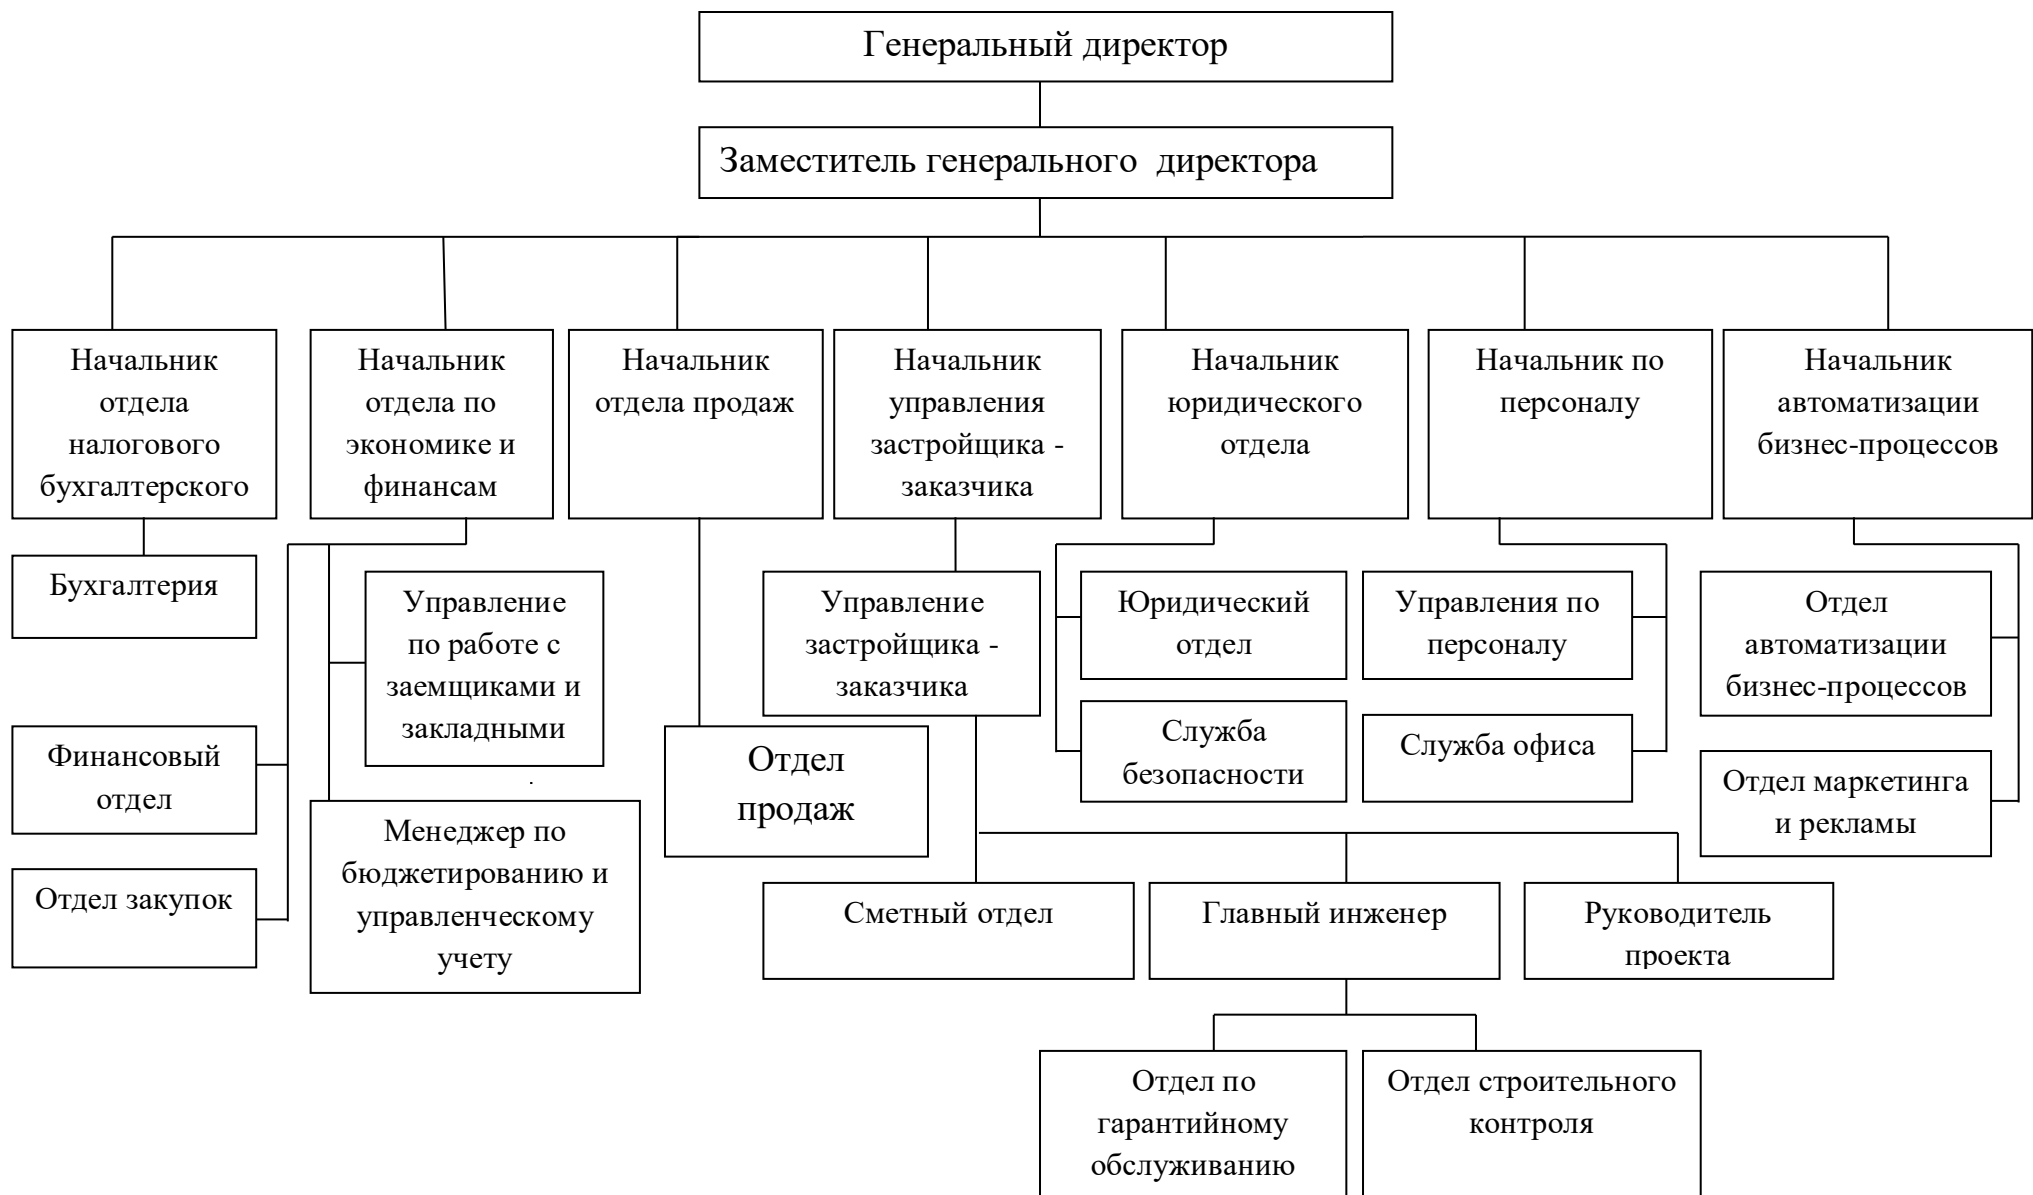 Генеральный директор
Заместитель генерального директора
Начальник
отдела
налогового
бухгалтерского
Начальник
отдела по
экономике и
финансам
Начальник
отдела продаж
Начальник
управления
застройщика -
заказчика
Начальник
юридического
отдела
Начальник по
персоналу
Начальник
автоматизации
бизнес-процессов
Бухгалтерия
Управление
по работе с
заемщиками и
закладными
Управление
застройщика -
заказчика
Юридический
отдел
Управления по
персоналу
Отдел
автоматизации
бизнес-процессов
Финансовый
отдел
Отдел
продаж
Служба
безопасности
Служба офиса
Отдел маркетинга
и рекламы
.
Менеджер по
бюджетированию и
управленческому
учету
Отдел закупок
Сметный отдел
Главный инженер
Руководитель
проекта
Отдел по
гарантийному
обслуживанию
Отдел строительного
контроля